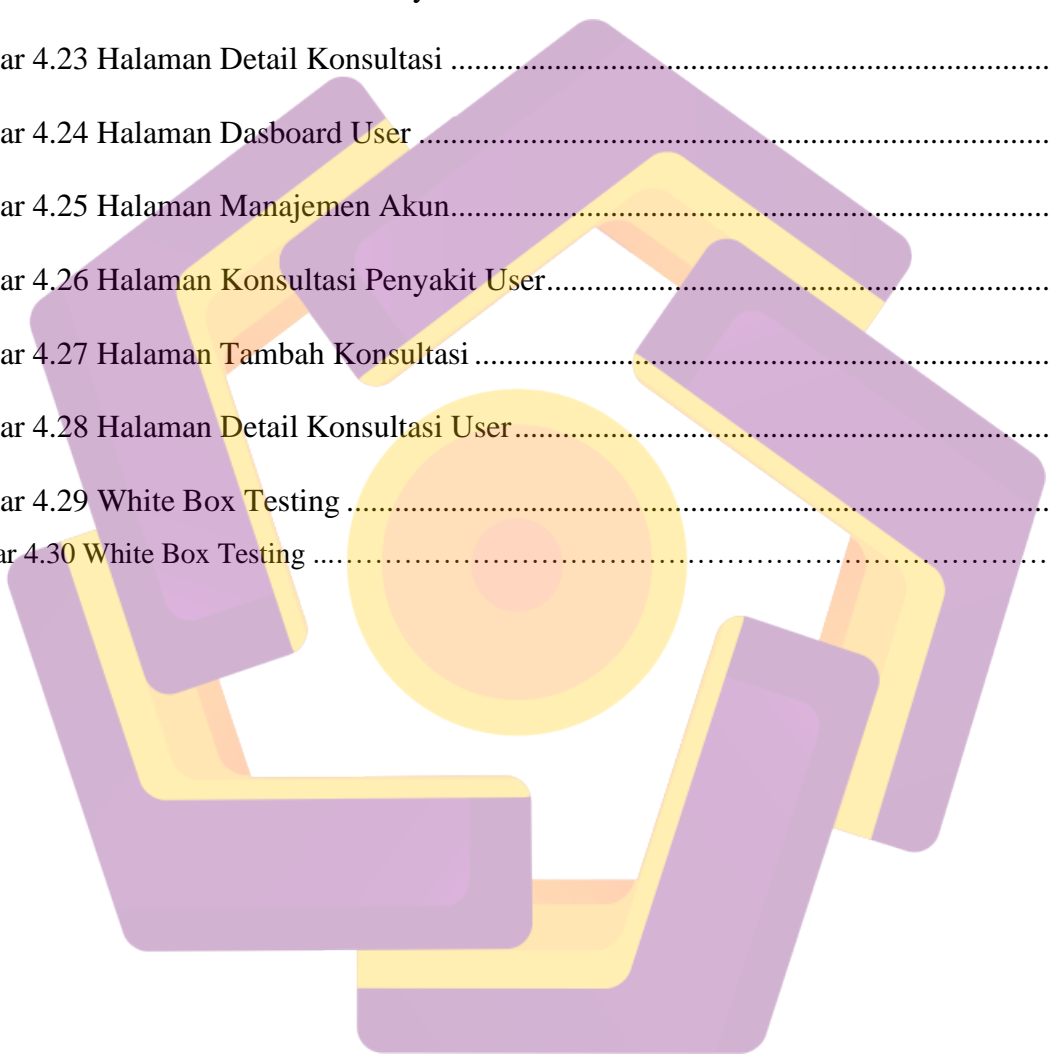 ar 4.23 Halaman Detail Konsultasi ....................................................................................
ar 4.24 Halaman Dasboard User ........................................................................................
ar 4.25 Halaman Manajemen Akun....................................................................................
ar 4.26 Halaman Konsultasi Penyakit User........................................................................
ar 4.27 Halaman Tambah Konsultasi .................................................................................
ar 4.28 Halaman Detail Konsultasi User............................................................................
ar 4.29 White Box Testing .................................................................................................
ar 4.30 White Box Testing ....................................................................................................